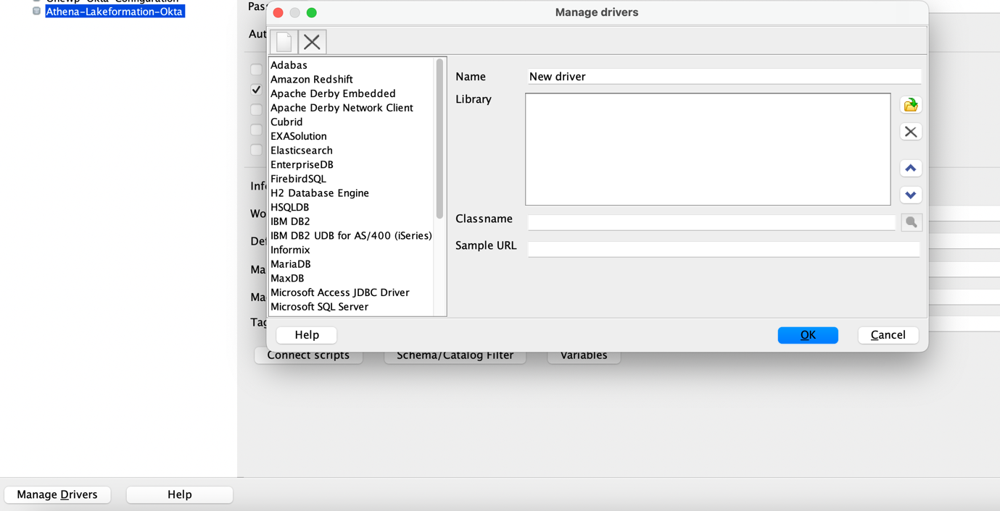 Onewp-Okta-Configuration
Athena-Lakeformation-Okta
Manage drivers
Adabas
Amazon Redshift
Apache Derby Embedded
Apache Derby Network Client
Cubrid
EXASolution
Elasticsearch
EnterpriseDB
FirebirdSQL
H2 Database Engine
HSQLDB
IBM DB2
IBM DB2 UDB for AS/400 (iSeries)
Informix
MariaDB
MaxDB
Microsoft Access JDBC Driver
Microsoft SQL Server
Name
New driver
Library
Classname
Sample URL
Help
OK
Cancel
Pas
Aut
Inf
Wo
Def
Ma
Ma
Tag
Connect scripts
Schema/Catalog Filter
Variables
Manage Drivers
Help